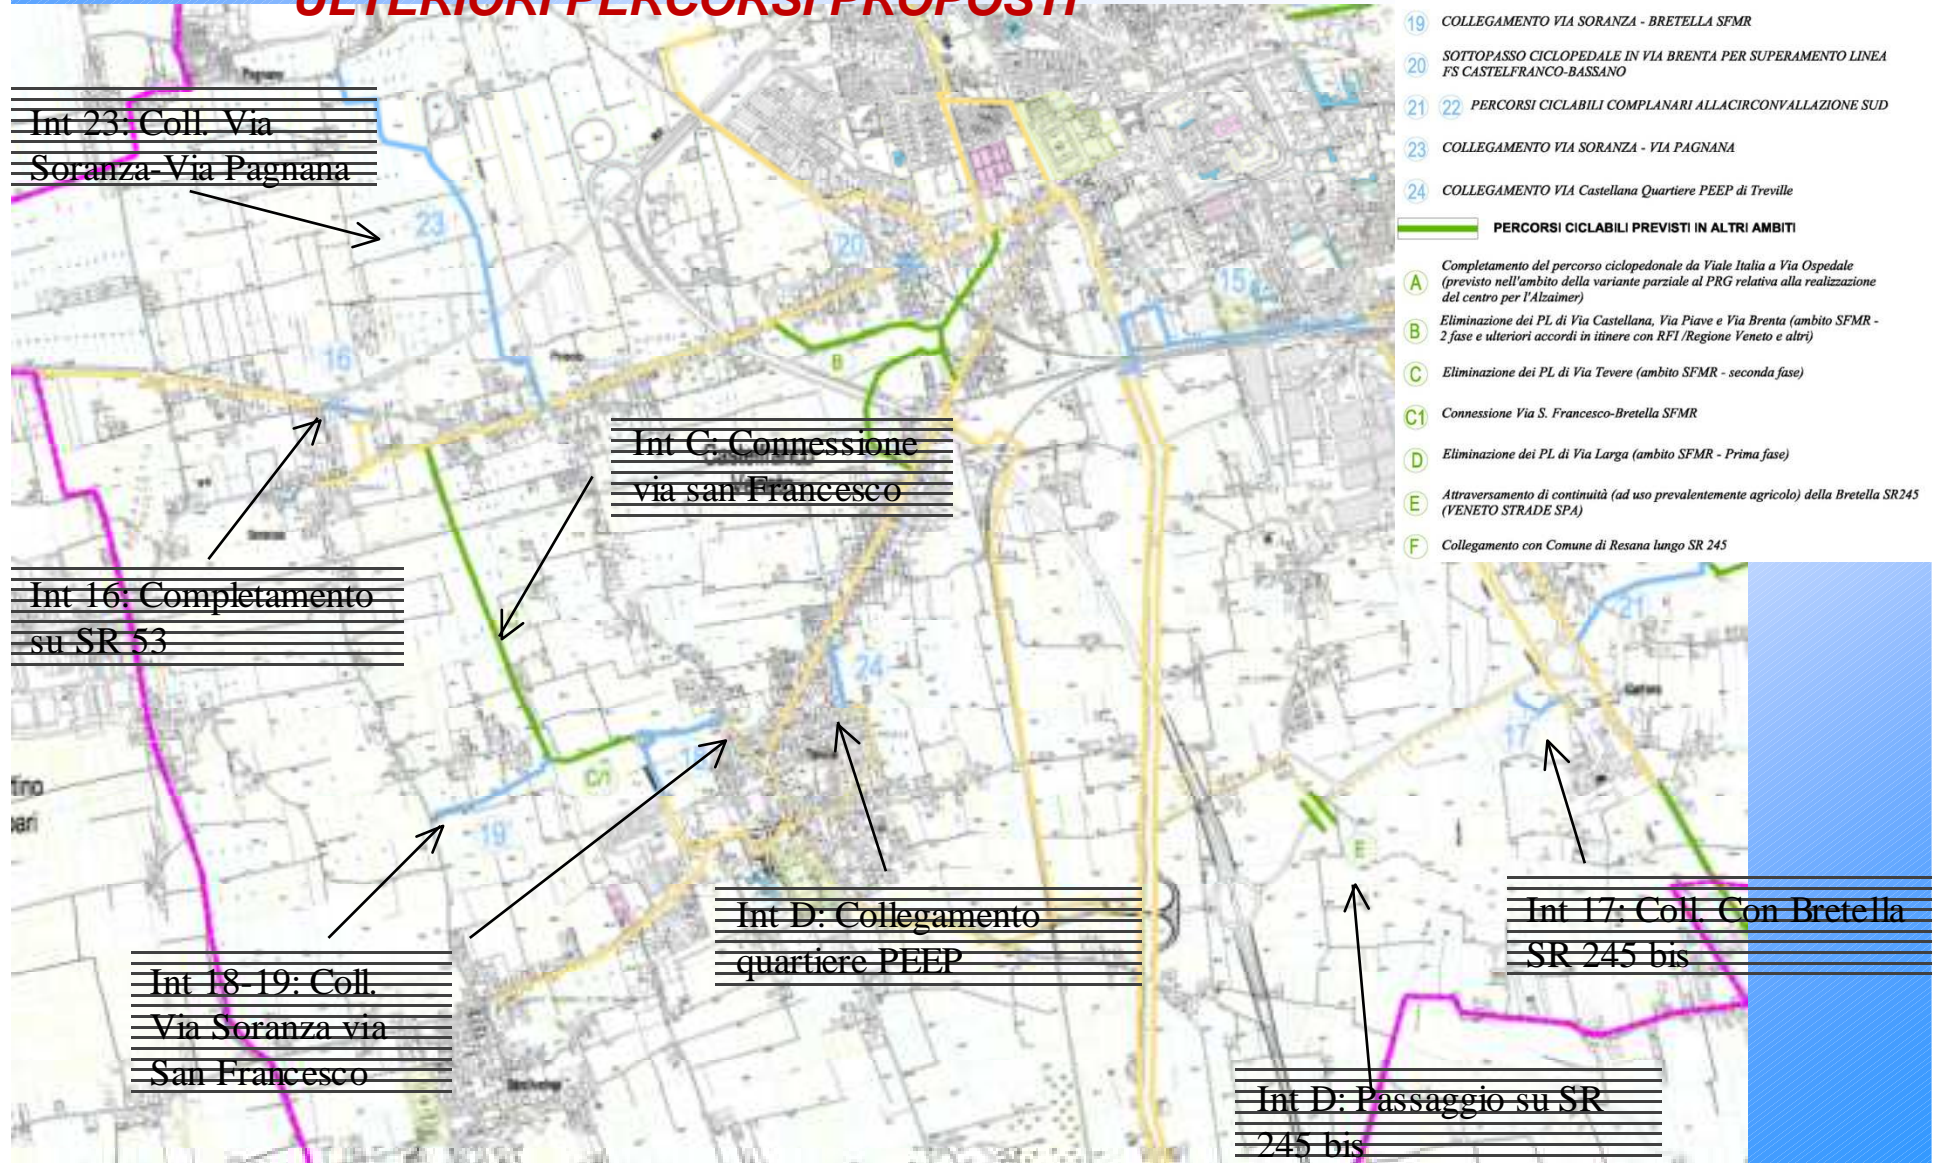 ULTERIORI PERCORSI PROPOSTI
19 COLLEGAMENTO VIA SORANZA - BRETELLA SFMR
20 SOTTOPASSO CICLOPEDALE IN VIA BRENTA PER SUPERAMENTO LINEA
FS CASTELFRANCO-BASSANO
21 22 PERCORSI CICLABILI COMPLANARI ALLACIRCONVALLAZIONE SUD
23 COLLEGAMENTO VIA SORANZA - VIA PAGNANA
24 COLLEGAMENTO VIA Castellana Quartiere PEEP di Treville
PERCORSI CICLABILI PREVISTI IN ALTRI AMBITI
A Completamento del percorso ciclopedonale da Viale Italia a Via Ospedale
(previsto nell'ambito della variante parziale al PRG relativa alla realizzazione
del centro per l'Alzaimer)
B Eliminazione dei PL di Via Castellana, Via Piave e Via Brenta (ambito SFMR -
2 fase e ulteriori accordi in itinere con RFI /Regione Veneto e altri)
C Eliminazione dei PL di Via Tevere (ambito SFMR - seconda fase)
C1 Connessione Via S. Francesco-Bretella SFMR
D Eliminazione dei PL di Via Larga (ambito SFMR - Prima fase)
E Attraversamento di continuità (ad uso prevalentemente agricolo) della Bretella SR245
(VENETO STRADE SPA)
F Collegamento con Comune di Resana lungo SR 245
Pagnana
Int 23: Coll. Via
Soranza-Via Pagnana
23
20
15
16
B
Int C: Connessione
via san Francesco
Castelfranco
Veneto
Soranza
Int 16: Completamento
su SR 53
24
21
17
C/1
19
E
tino
bari
Int D: Collegamento
quartiere PEEP
Int 17: Coll. Con Bretella
SR 245 bis
Int 18-19: Coll.
Via Soranza via
San Francesco
Int D: Passaggio su SR
245 bis